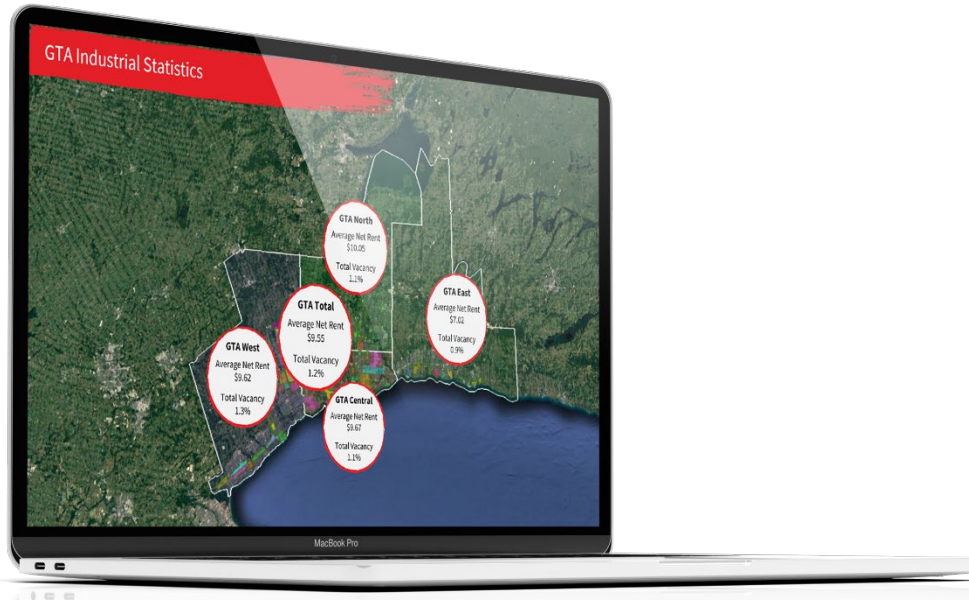 GTA Industrial Statistics
GTA North
Average Net Rent
$10.05
Total Vacancy
1.1%
GTA Total
Average Net Rent
$9.55
Total Vacancy
1.2%
GTA East
Average Net Rent
$7.02
Total Vacancy
0.9%
GTA West
Average Net Rent
$9.62
Total Vacancy
1.3%
GTA Central
Average Net Rent
$9.67
Total Vacancy
1.1%
MacBook Pro